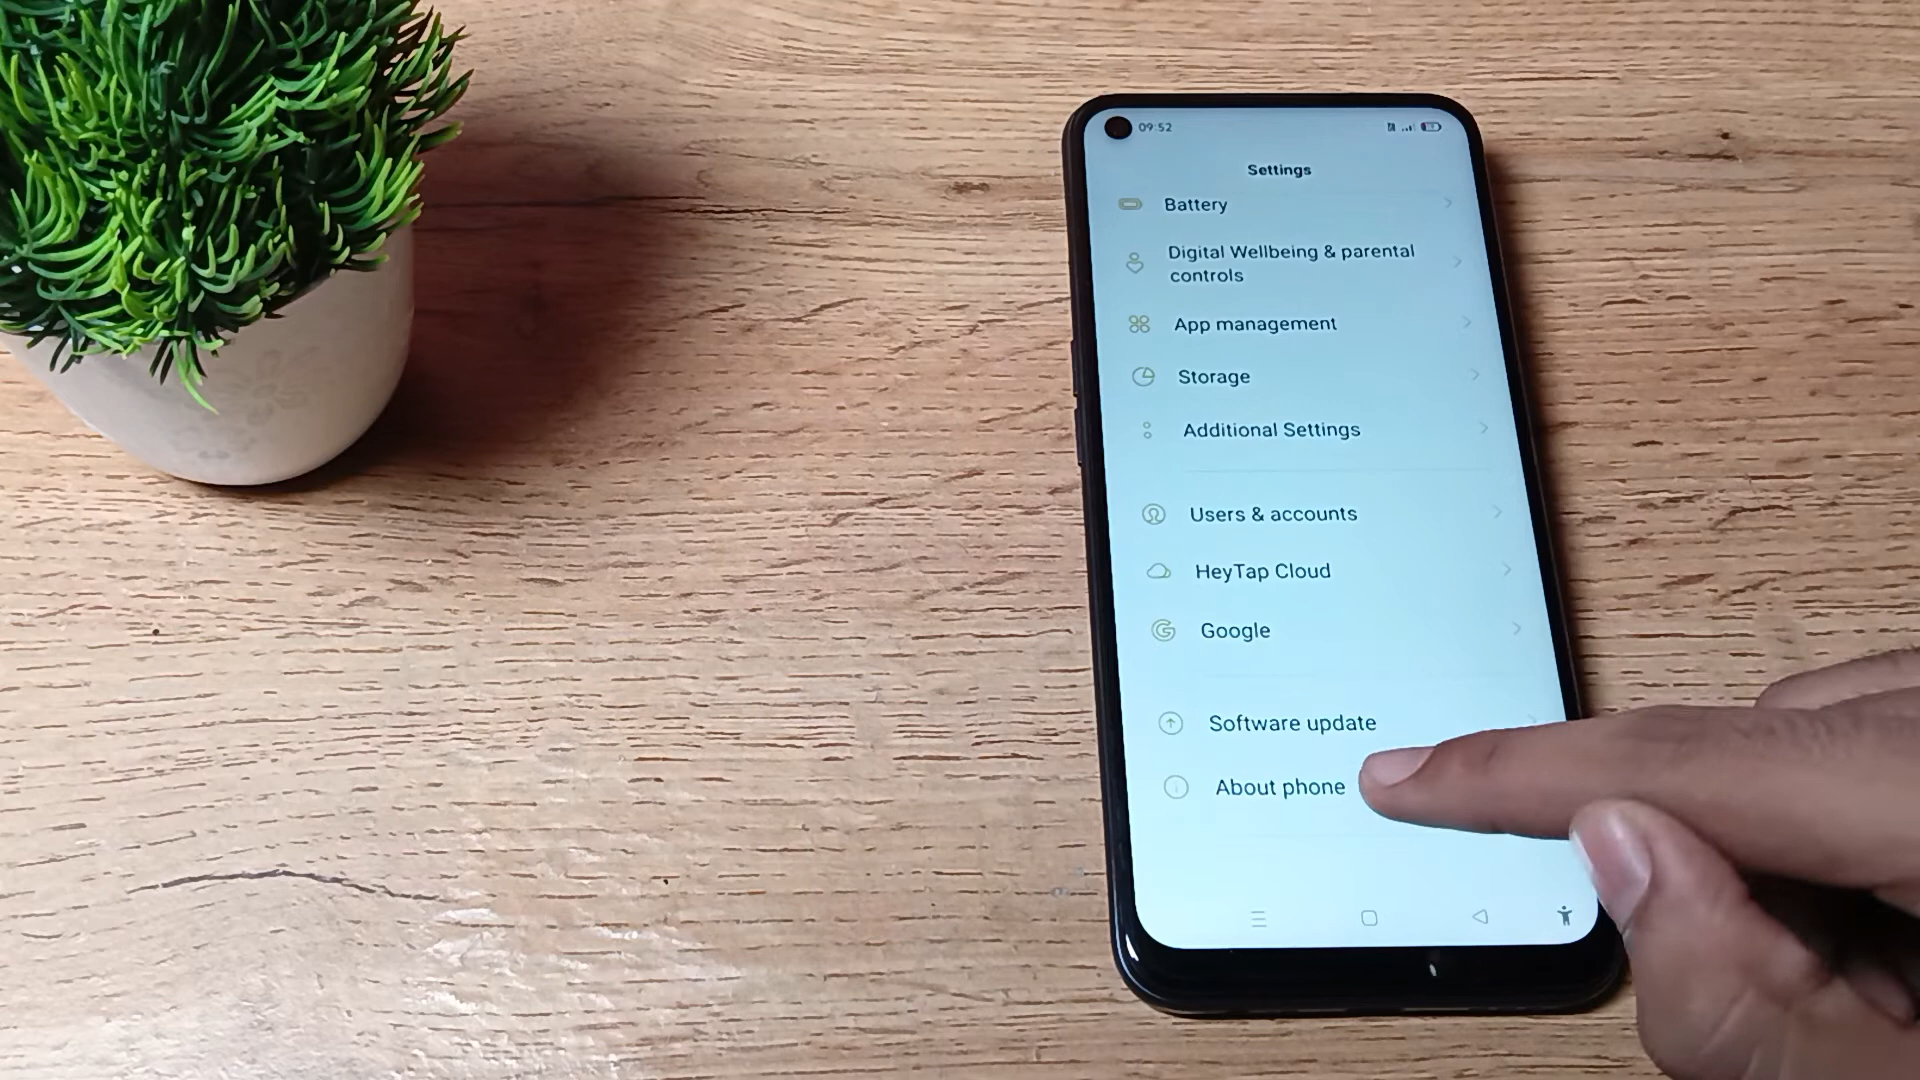 09:52
Settings
Battery
Digital Wellbeing & parental
controls
App management
Storage
Additional Settings
Users & accounts
HeyTap Cloud
Google
Software update
About phone